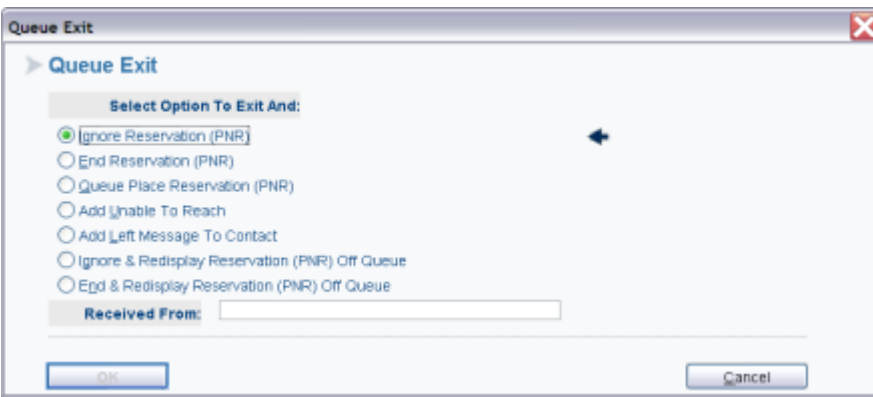 Queue Exit
Queue Exit
Select Option To Exit And:
Ignore Reservation (PNR)
End Reservation (PNR)
Queue Place Reservation (PNR)
Add Unable To Reach
Add Left Message To Contact
Ignore & Redisplay Reservation (PNR) Off Queue
End & Redisplay Reservation (PNR) Off Queue
Received From:
OK Cancel